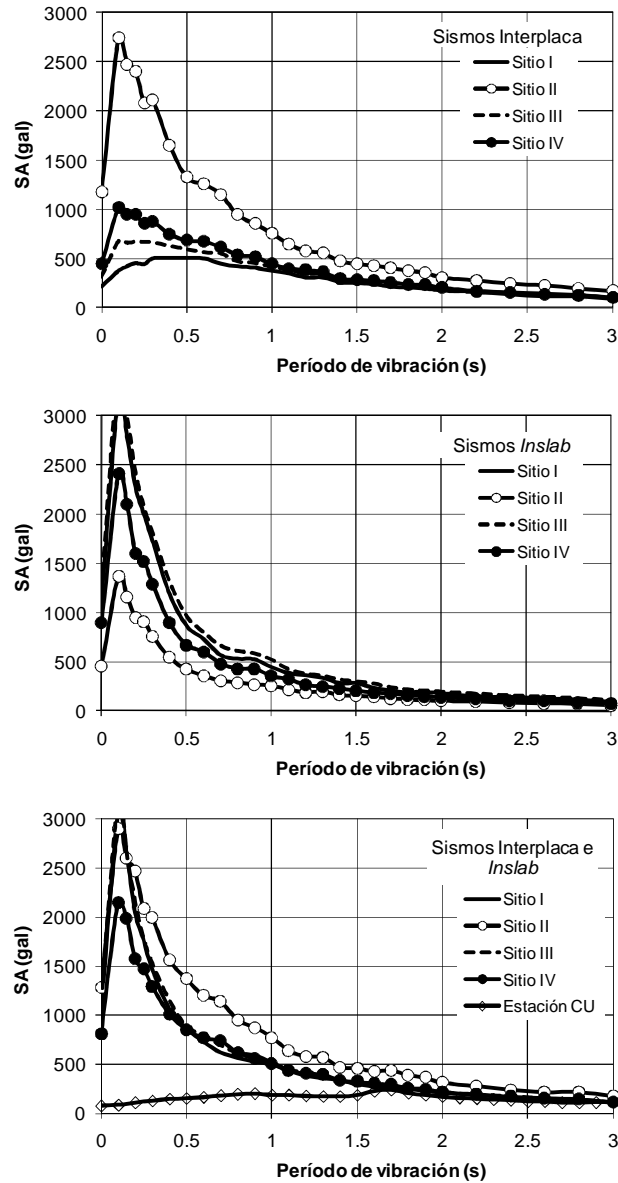 Sismos Interplaca
Sitio I
Sitio II
Sitio III
Sitio IV
SA (gal)
3000
2500
2000
1500
1000
500
0
0 0.5 1 1.5 2 2.5 3
Período de vibración (s)
Sismos Inslab
Sitio I
Sitio II
Sitio III
Sitio IV
SA (gal)
3000
2500
2000
1500
1000
500
0
0 0.5 1 1.5 2 2.5 3
Período de vibración (s)
Sismos Interplaca e
Inslab
Sitio I
Sitio II
Sitio III
Sitio IV
Estación CU
SA (gal)
3000
2500
2000
1500
1000
500
0
0 0.5 1 1.5 2 2.5 3
Período de vibración (s)